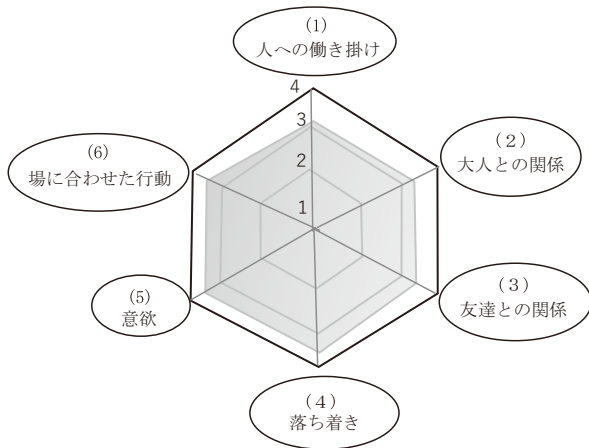 (1)
人への働き掛け
4
3
2
1
(6)
場に合わせた行動
(2)
大人との関係
(5)
意欲
(3)
友達との関係
(4)
落ち着き